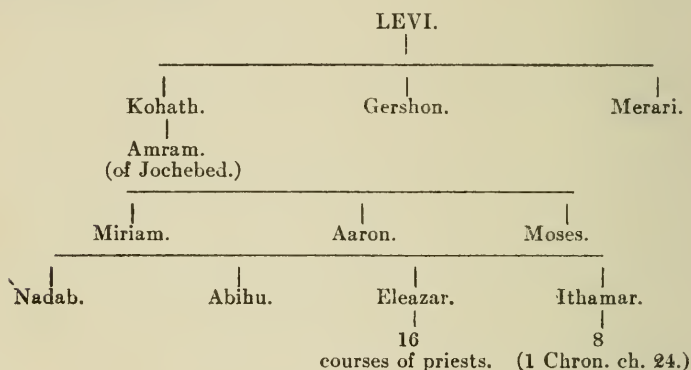 LEVI.
Kohath. Gershon. Merari.
Amram.
(of Jochebed.)
Miriam. Aaron. Moses.
Nadab. Abihu. Eleazar. Ithamar.
16 8
courses of priests. (1 Chron. ch. 24.)